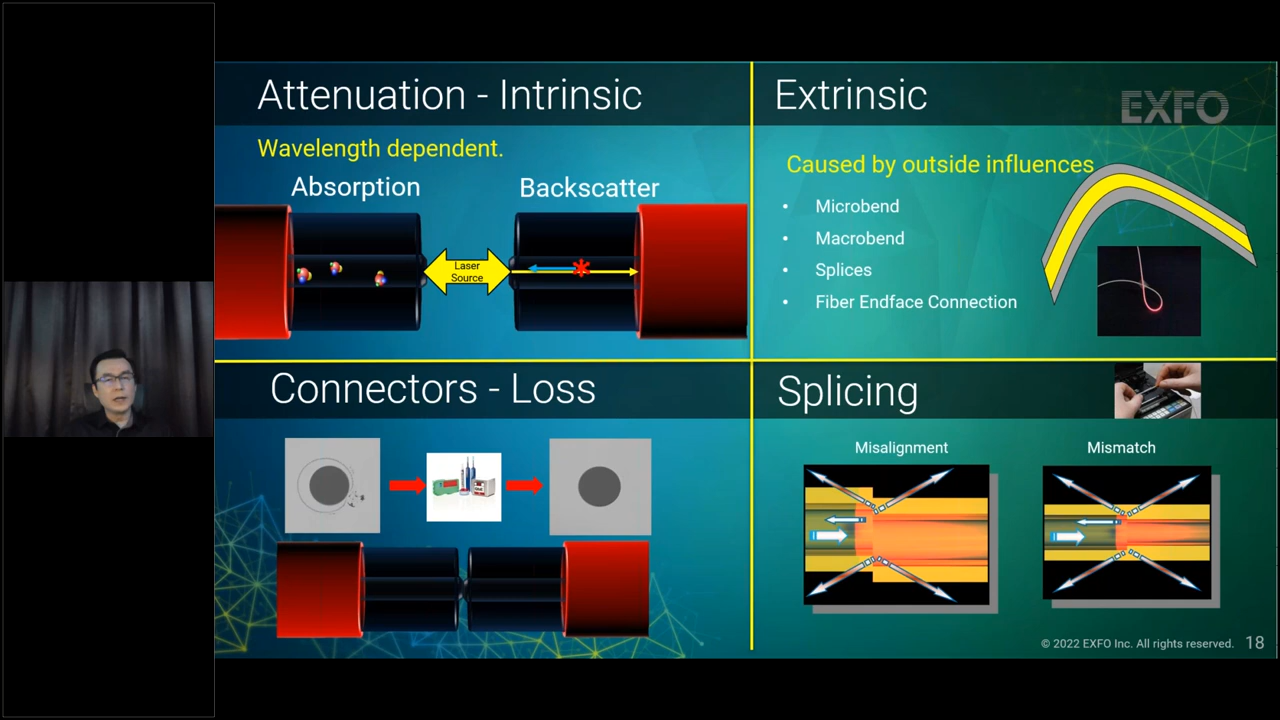 Attenuation - Intrinsic
Wavelength dependent.
Absorption
Backscatter
Laser
Source
Extrinsic
EXFO
Caused by outside influences
• Microbend
• Macrobend
• Splices
• Fiber Endface Connection
Connectors - Loss
Splicing
Misalignment
Mismatch
© 2022 EXFO Inc. All rights reserved. 18